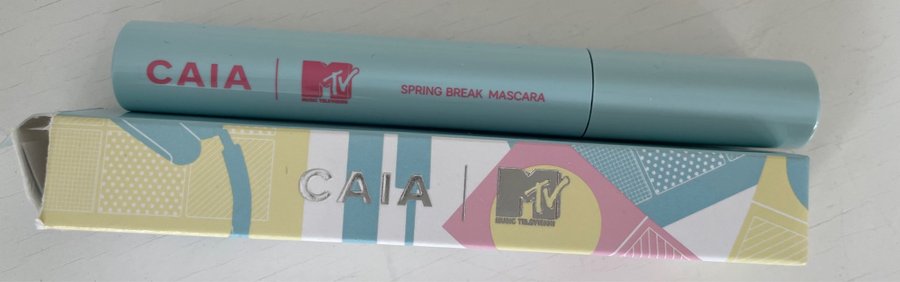 CAIA | MTV SPRING BREAK MASCARA
MUSIC TELEVISION
CAIA | MTV
MUSIC TELEVISION